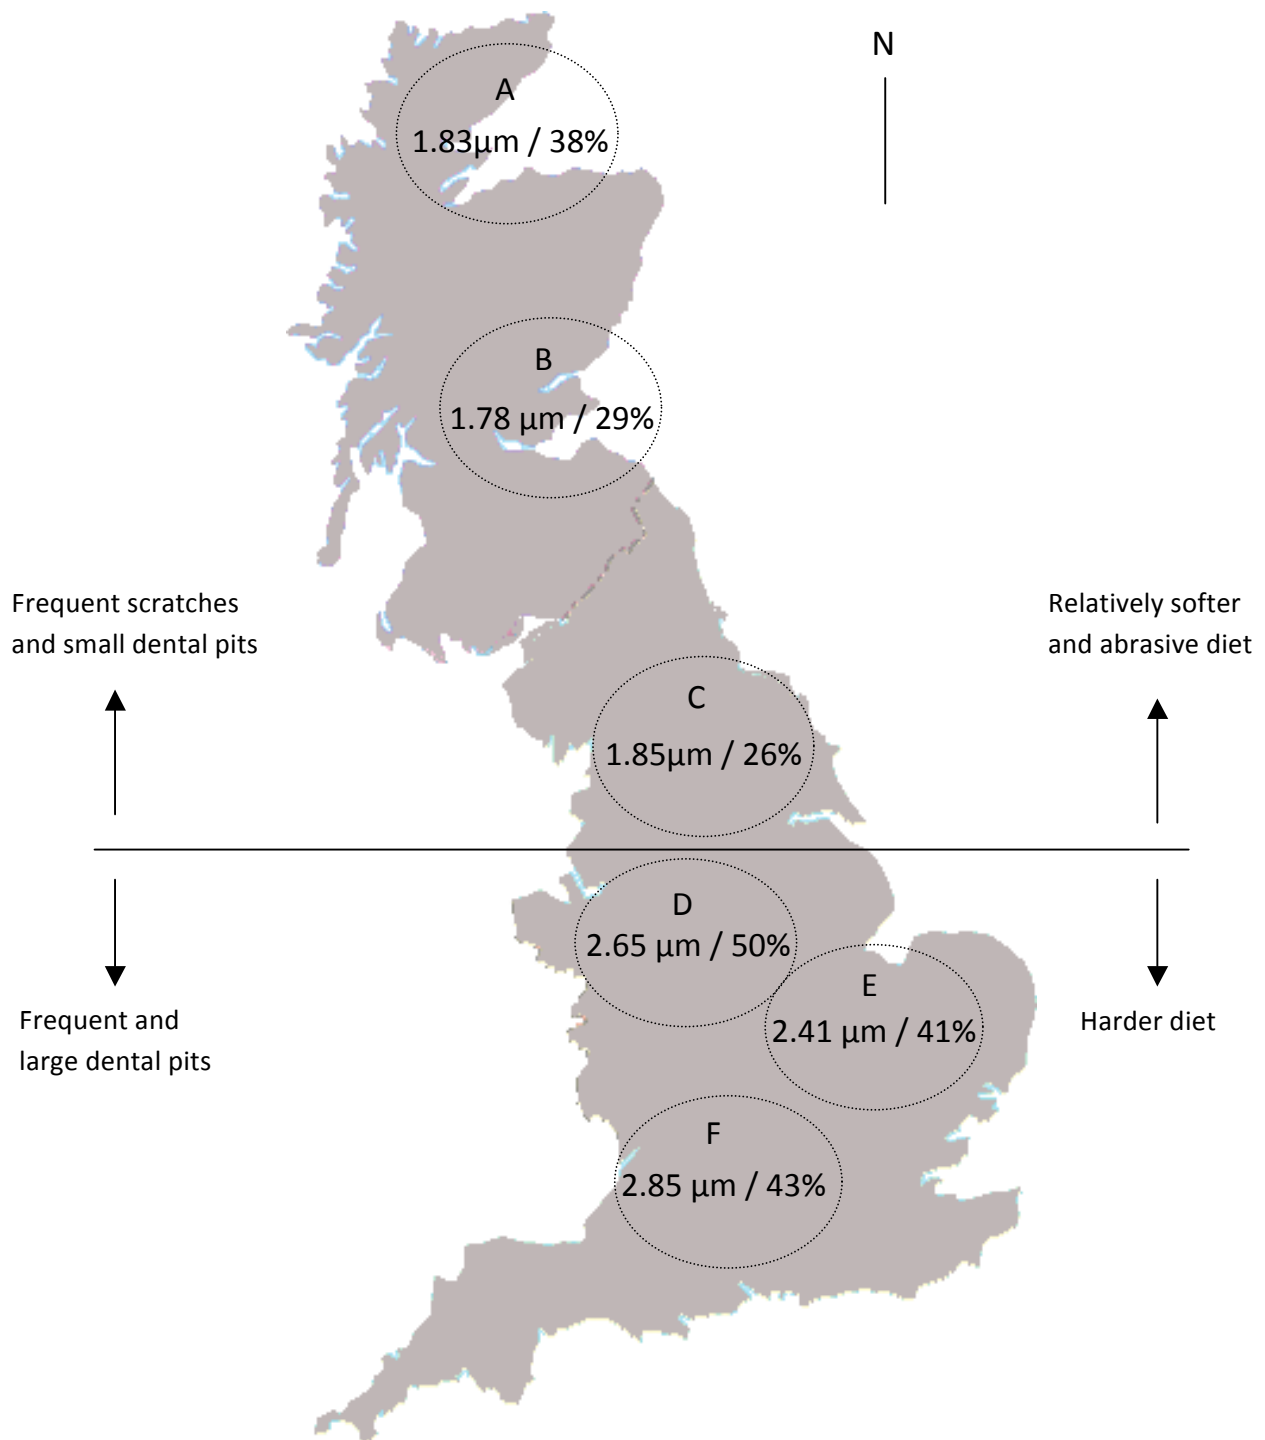 N
A
1.83µm / 38%
B
1.78 µm / 29%
Frequent scratches
and small dental pits
Relatively softer
and abrasive diet
C
1.85µm / 26%
D
2.65 µm / 50%
E
2.41 µm / 41%
Frequent and
large dental pits
Harder diet
F
2.85 µm / 43%